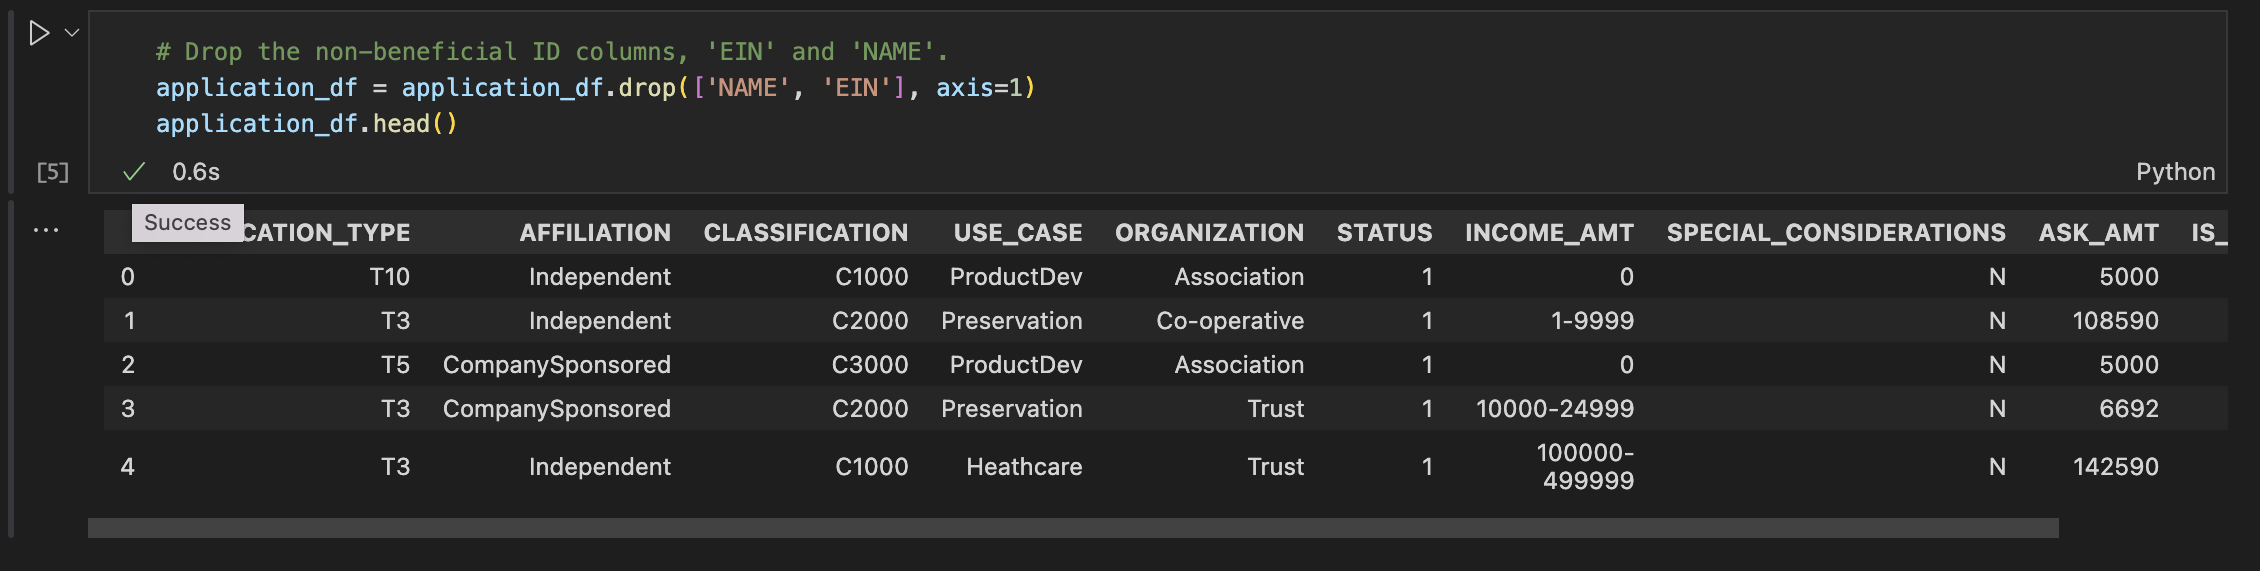 # Drop the non-beneficial ID columns, 'EIN' and 'NAME'.
application_df = application_df.drop(['NAME', 'EIN'], axis=1)
application_df.head()
[5] 0.6s Python
Success
CATION_TYPE AFFILIATION CLASSIFICATION USE_CASE ORGANIZATION STATUS INCOME_AMT SPECIAL_CONSIDERATIONS ASK_AMT IS_
0 T10 Independent C1000 ProductDev Association 1 0 N 5000
1 T3 Independent C2000 Preservation Co-operative 1 1-9999 N 108590
2 T5 CompanySponsored C3000 ProductDev Association 1 0 N 5000
3 T3 CompanySponsored C2000 Preservation Trust 1 10000-24999 N 6692
4 T3 Independent C1000 Heathcare Trust 1 100000-
499999 N 142590